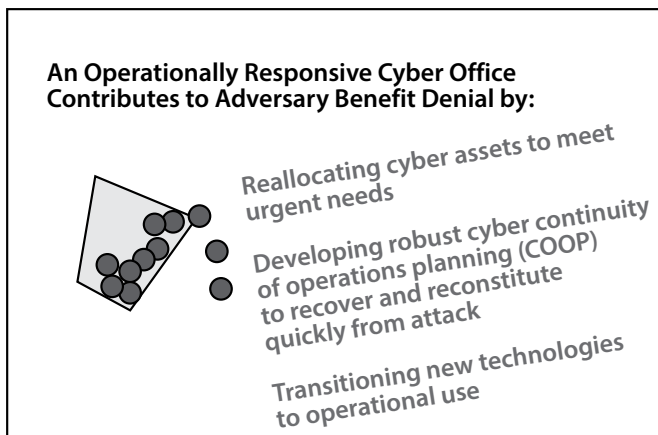 An Operationally Responsive Cyber Office
Contributes to Adversary Benefit Denial by:
Reallocating cyber assets to meet
urgent needs
Developing robust cyber continuity
of operations planning (COOP)
to recover and reconstitute
quickly from attack
Transitioning new technologies
to operational use